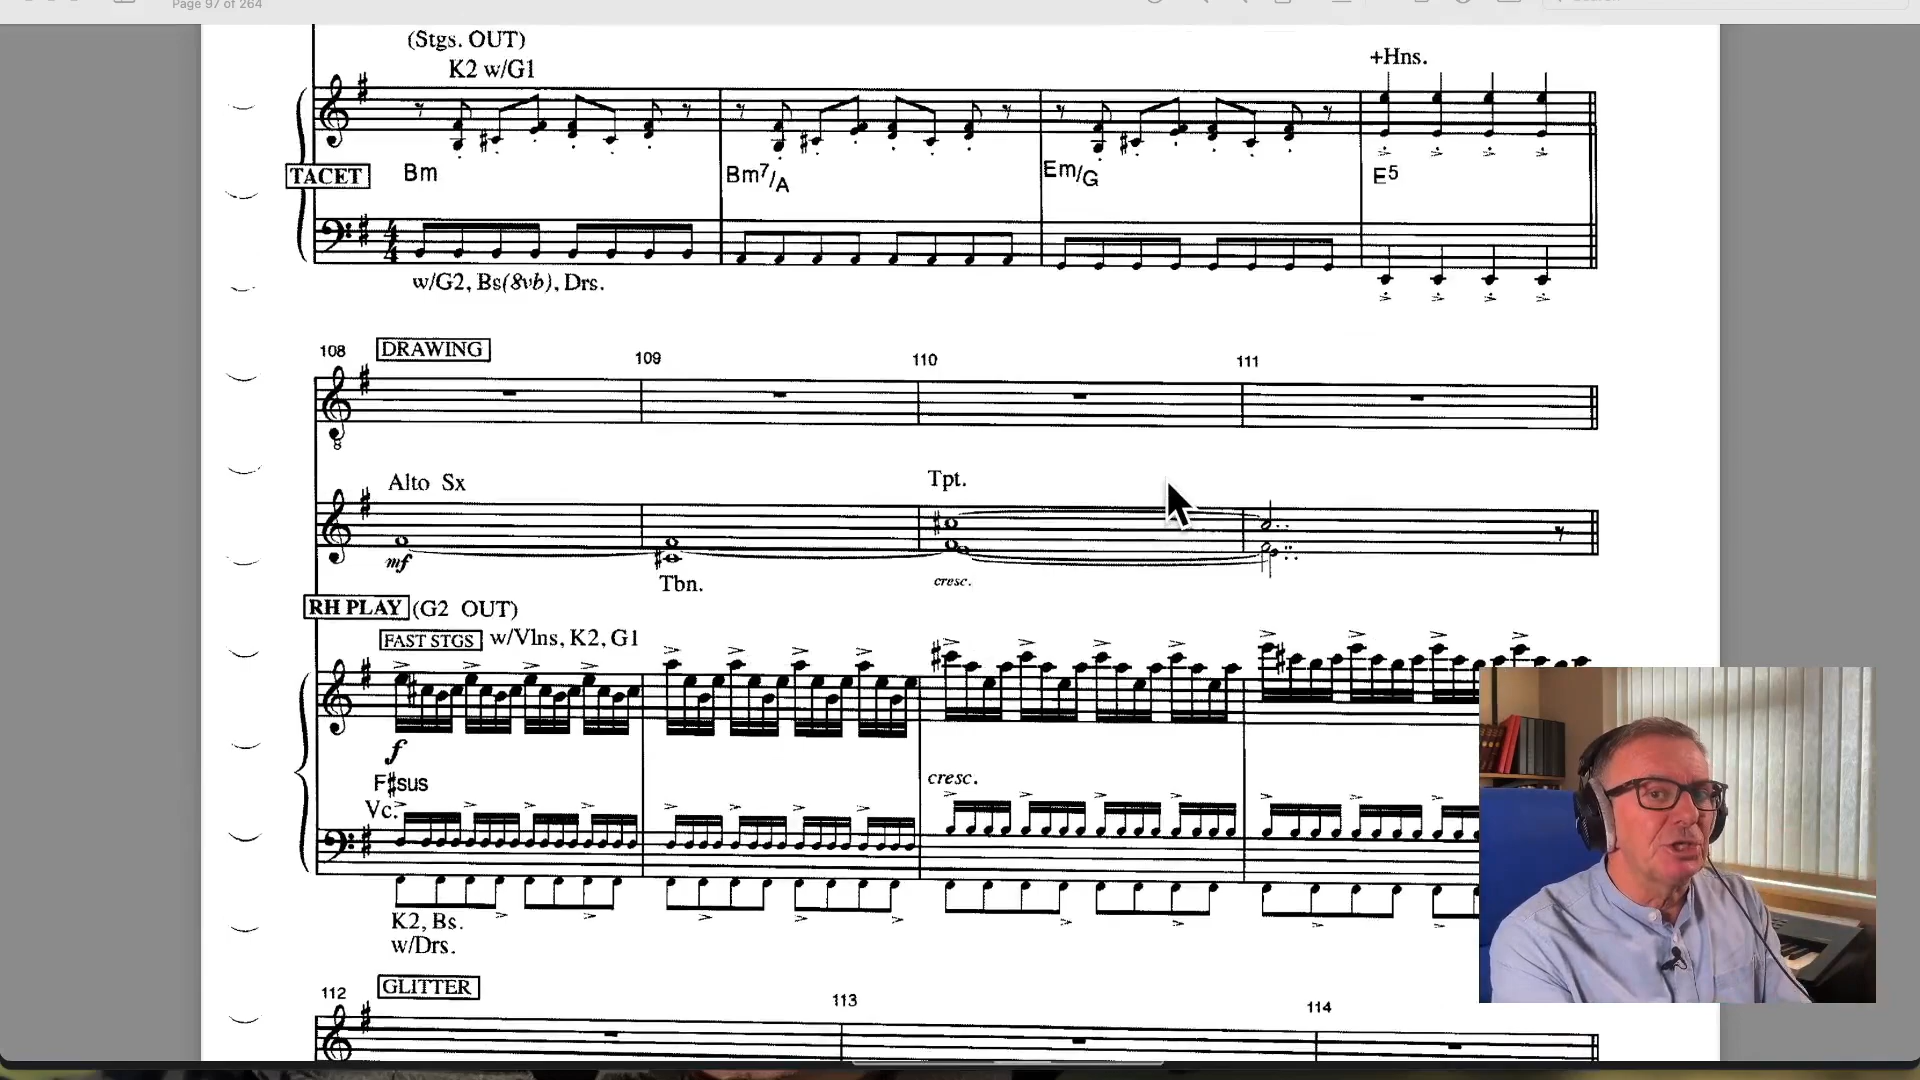 Page 97 of 264
(Stgs. OUT)
K2 w/G1
+Hns.
TACET
Bm
Bm7/A
Em/G
E5
w/G2, Bs(8vb), Drs.
108
DRAWING
109
110
111
8
Alto Sx
Tpt.
mf
Tbn.
cresc.
RH PLAY (G2 OUT)
FAST STGS w/Vlns, K2, G1
f
F#sus
cresc.
Vc.
K2, Bs.
w/Drs.
112
GLITTER
113
114